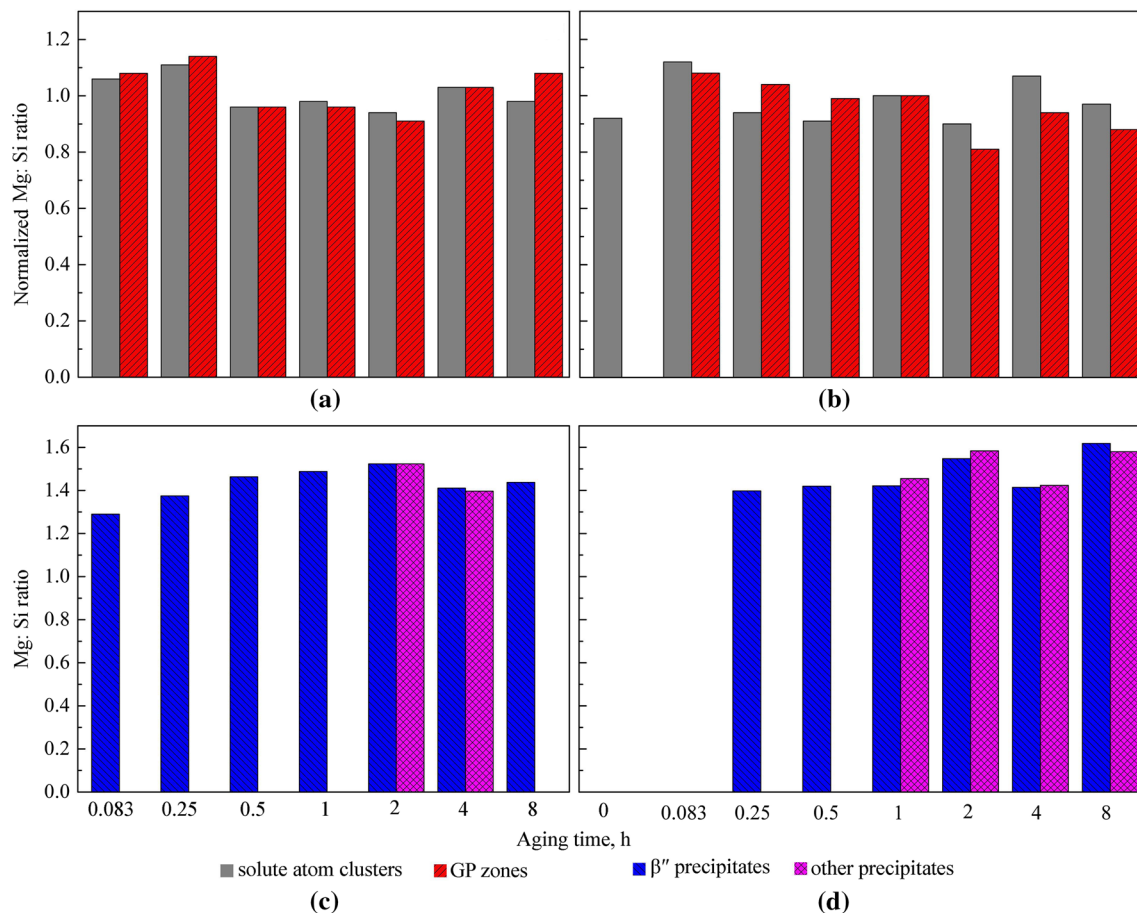 Normalized Mg: Si ratio
1.2
1.0
0.8
0.6
0.4
0.2
0.0
(a)
(b)
Mg: Si ratio
1.6
1.4
1.2
1.0
0.8
0.6
0.4
0.2
0.0
0.083 0.25 0.5 1 2 4 8
0 0.083 0.25 0.5 1 2 4 8
Aging time, h
solute atom clusters GP zones β″ precipitates other precipitates
(c)
(d)